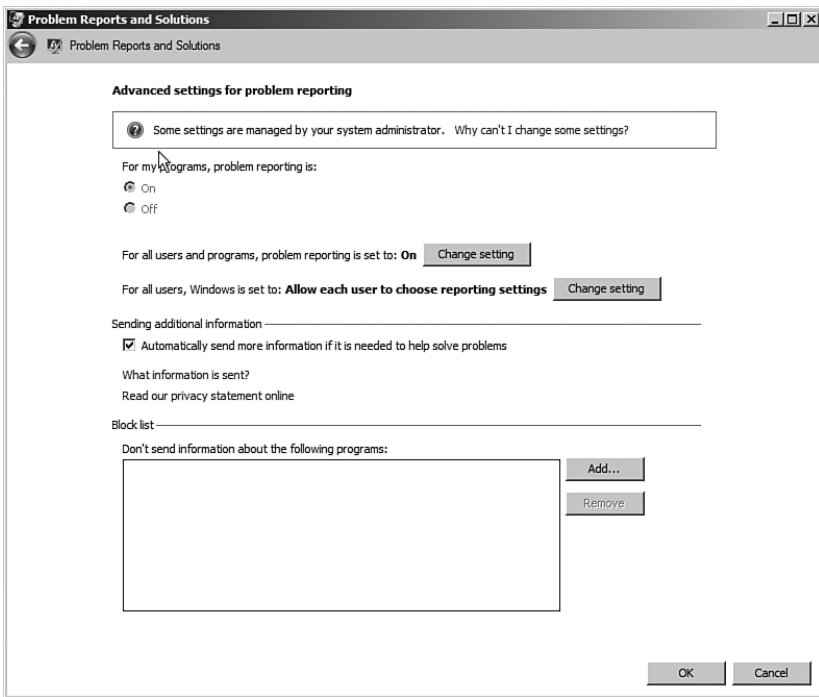 Problem Reports and Solutions
Problem Reports and Solutions
Advanced settings for problem reporting
Some settings are managed by your system administrator. Why can't I change some settings?
For my programs, problem reporting is:
On
Off
For all users and programs, problem reporting is set to: On Change setting
For all users, Windows is set to: Allow each user to choose reporting settings Change setting
Sending additional information
Automatically send more information if it is needed to help solve problems
What information is sent?
Read our privacy statement online
Block list
Don't send information about the following programs:
Add...
Remove
OK Cancel